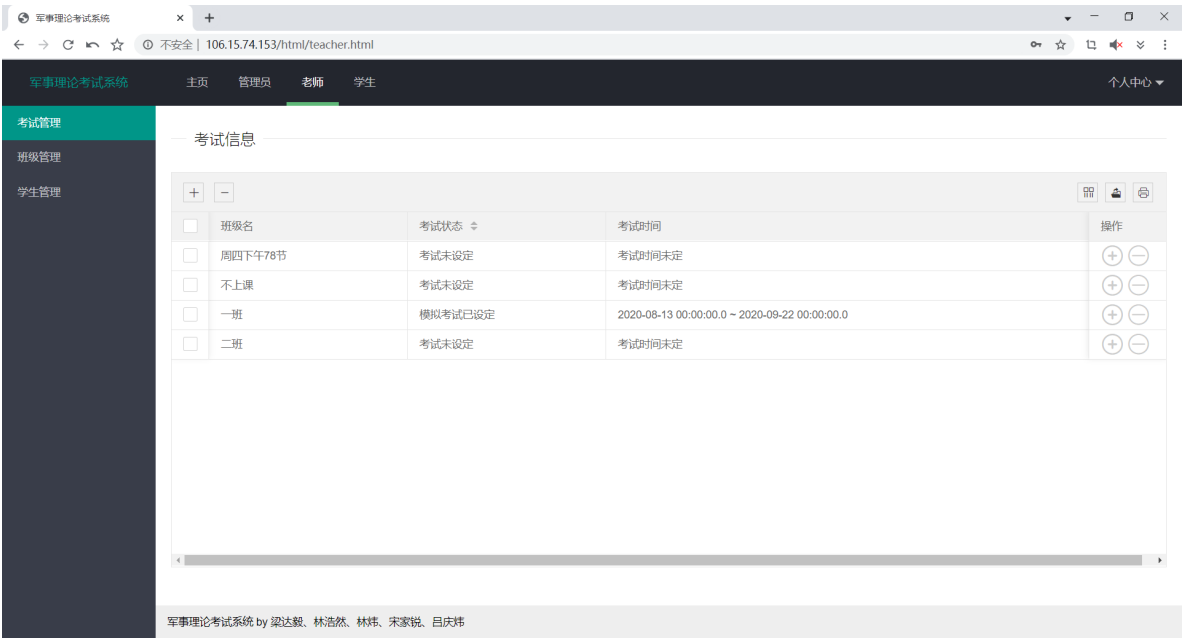 军事理论考试系统
不安全 | 106.15.74.153/html/teacher.html
军事理论考试系统 主页 管理员 老师 学生 个人中心
考试管理
班级管理
学生管理
考试信息
班级名 考试状态 考试时间 操作
周四下午78节 考试未设定 考试时间未定
不上课 考试未设定 考试时间未定
一班 模拟考试已设定 2020-08-13 00:00:00.0 ~ 2020-09-22 00:00:00.0
二班 考试未设定 考试时间未定
军事理论考试系统 by 梁达毅、林浩然、林炜、宋家锐、吕庆炜